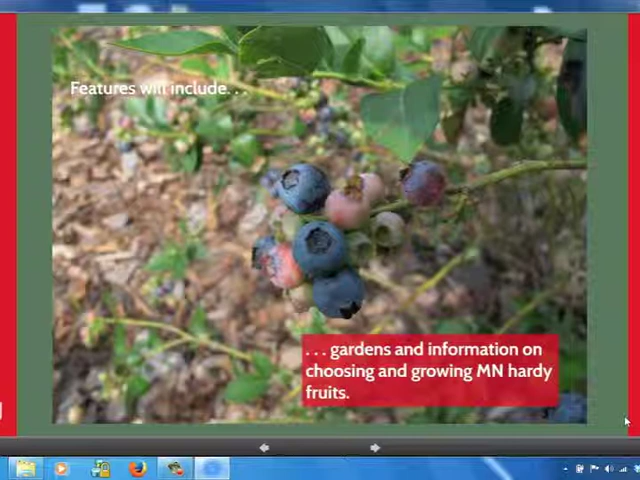 Features will include. . .
. . . gardens and information on
choosing and growing MN hardy
fruits.